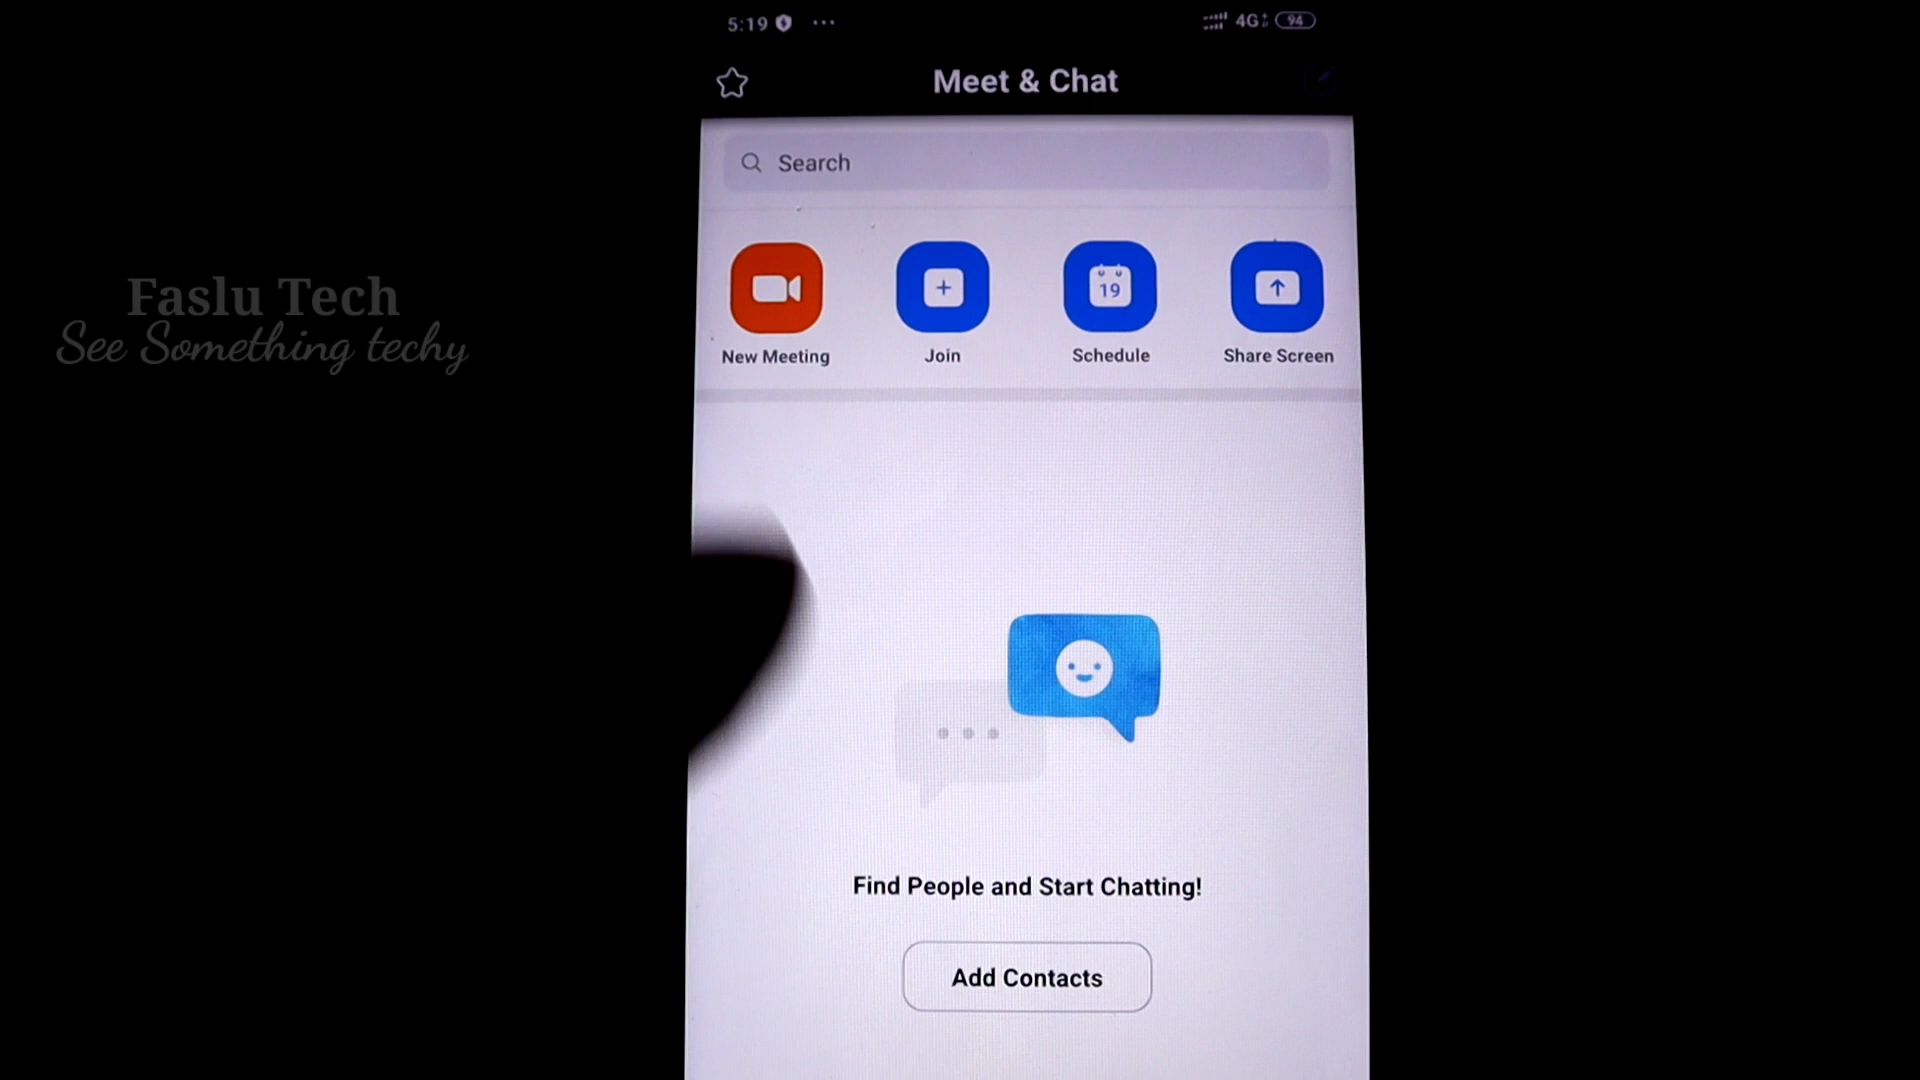 5:19
4G+
94
Meet & Chat
Search
19
New Meeting
Join
Schedule
Share Screen
Faslu Tech
See Something techy
Find People and Start Chatting!
Add Contacts